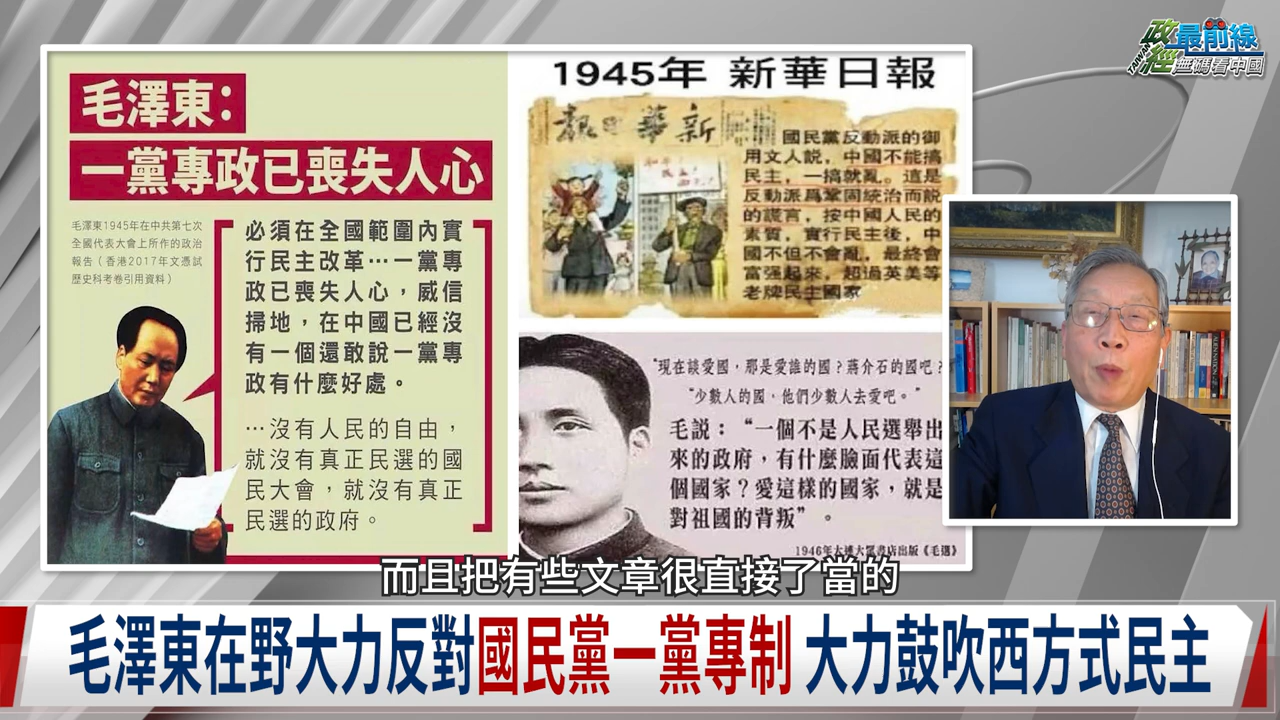 政經最前線
無碼看中國
毛澤東：
一黨專政已喪失人心
毛澤東1945年在中共第七次
全國代表大會上所作的政治
報告（香港2017年文憑試
歷史科考卷引用資料）
必須在全國範圍內實
行民主改革⋯一黨專
政已喪失人心，威信
掃地，在中國已經沒
有一個還敢說一黨專
政有什麼好處。
⋯沒有人民的自由，
就沒有真正民選的國
民大會，就沒有真正
民選的政府。
1945年 新華日報
報日華新
國民黨反動派的御
用文人説，中國不能搞
民主，一搞就亂。這是
反動派爲鞏固統治而説
的謊言，按中國人民的
素質，實行民主後，中
國不但不會亂，最終會
富强起來，超過英美等
老牌民主國家
“現在談愛國，那是愛誰的國？蔣介石的國吧？
“少數人的國，他們少數人去愛吧。”
毛説：“一個不是人民選舉出
來的政府，有什麼臉面代表這
個國家？愛這樣的國家，就是
對祖國的背叛”。
1946年大連大眾書店出版《毛選》
而且把有些文章很直接了當的
毛澤東在野大力反對國民黨一黨專制 大力鼓吹西方式民主